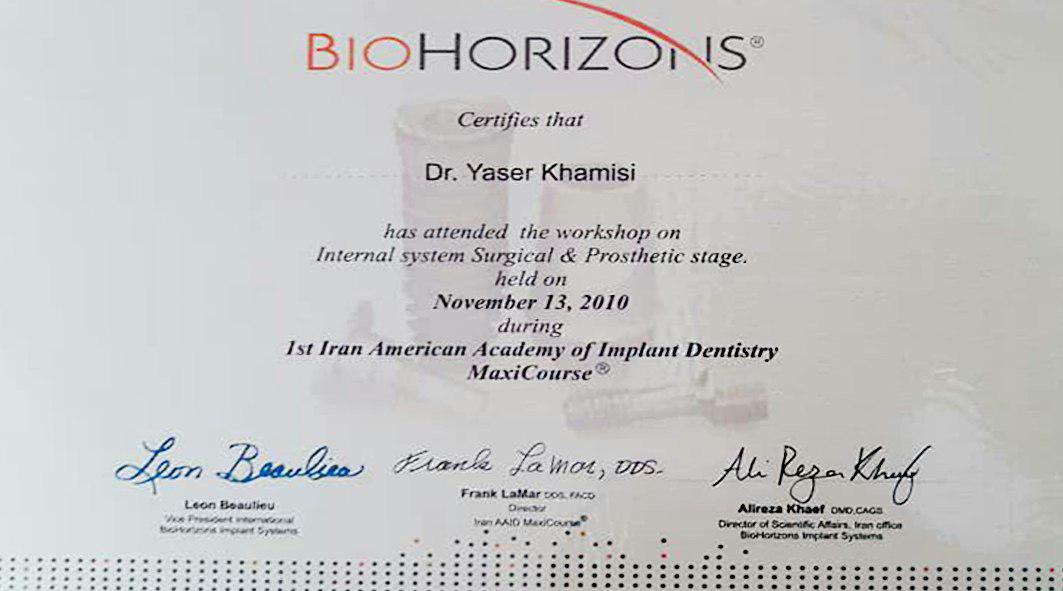 BIOHORIZONS®
Certifies that
Dr. Yaser Khamisi
has attended the workshop on
Internal system Surgical & Prosthetic stage.
held on
November 13, 2010
during
1st Iran American Academy of Implant Dentistry
MaxiCourse®
Leon Beaulieu
Frank LaMar, DDS.
Ali Reza Khaef
Leon Beaulieu
Vice President International
BioHorizons Implant Systems
Frank LaMar DDS, FACD
Director
Iran AAID MaxiCourse®
Alireza Khaef DMD,CAGS
Director of Scientific Affairs, Iran office
BioHorizons Implant Systems